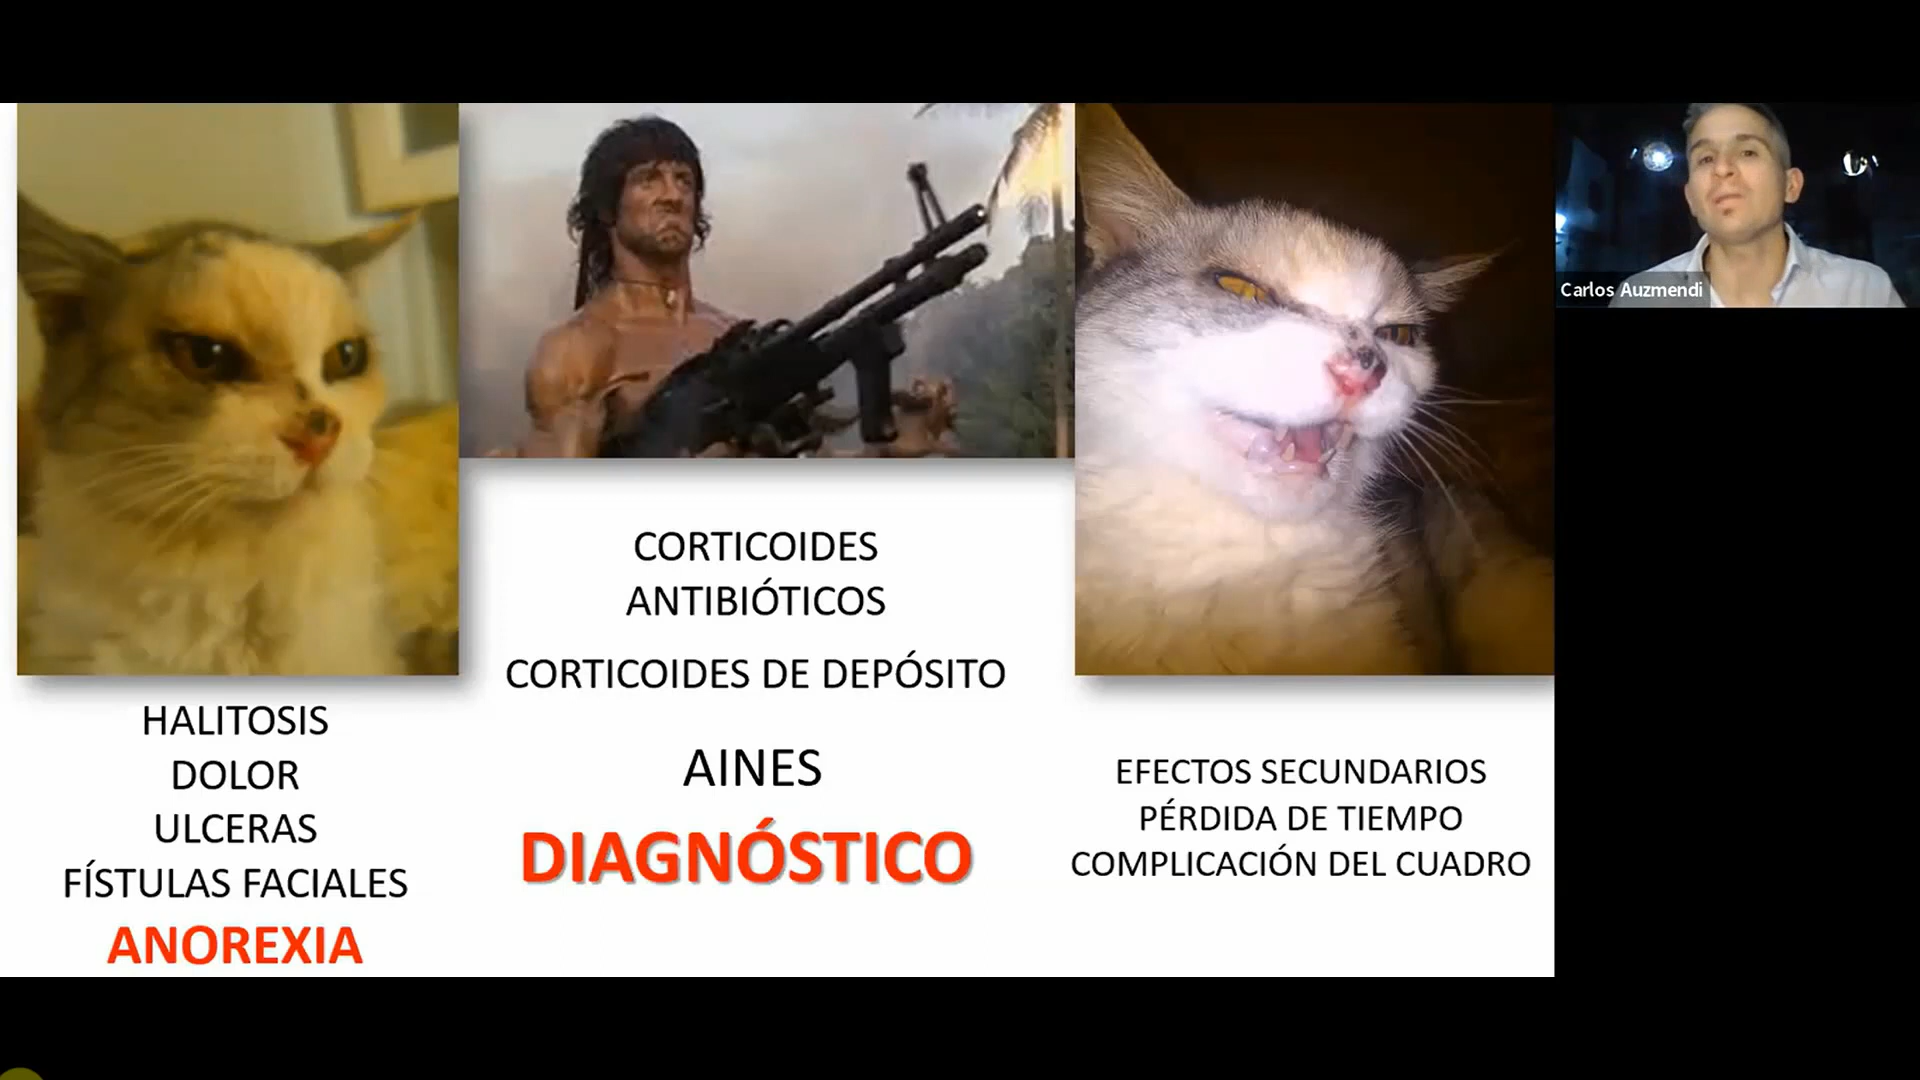 HALITOSIS
DOLOR
ULCERAS
FÍSTULAS FACIALES
ANOREXIA
CORTICOIDES
ANTIBIÓTICOS
CORTICOIDES DE DEPÓSITO
AINES
DIAGNÓSTICO
EFECTOS SECUNDARIOS
PÉRDIDA DE TIEMPO
COMPLICACIÓN DEL CUADRO
Carlos Auzmendi